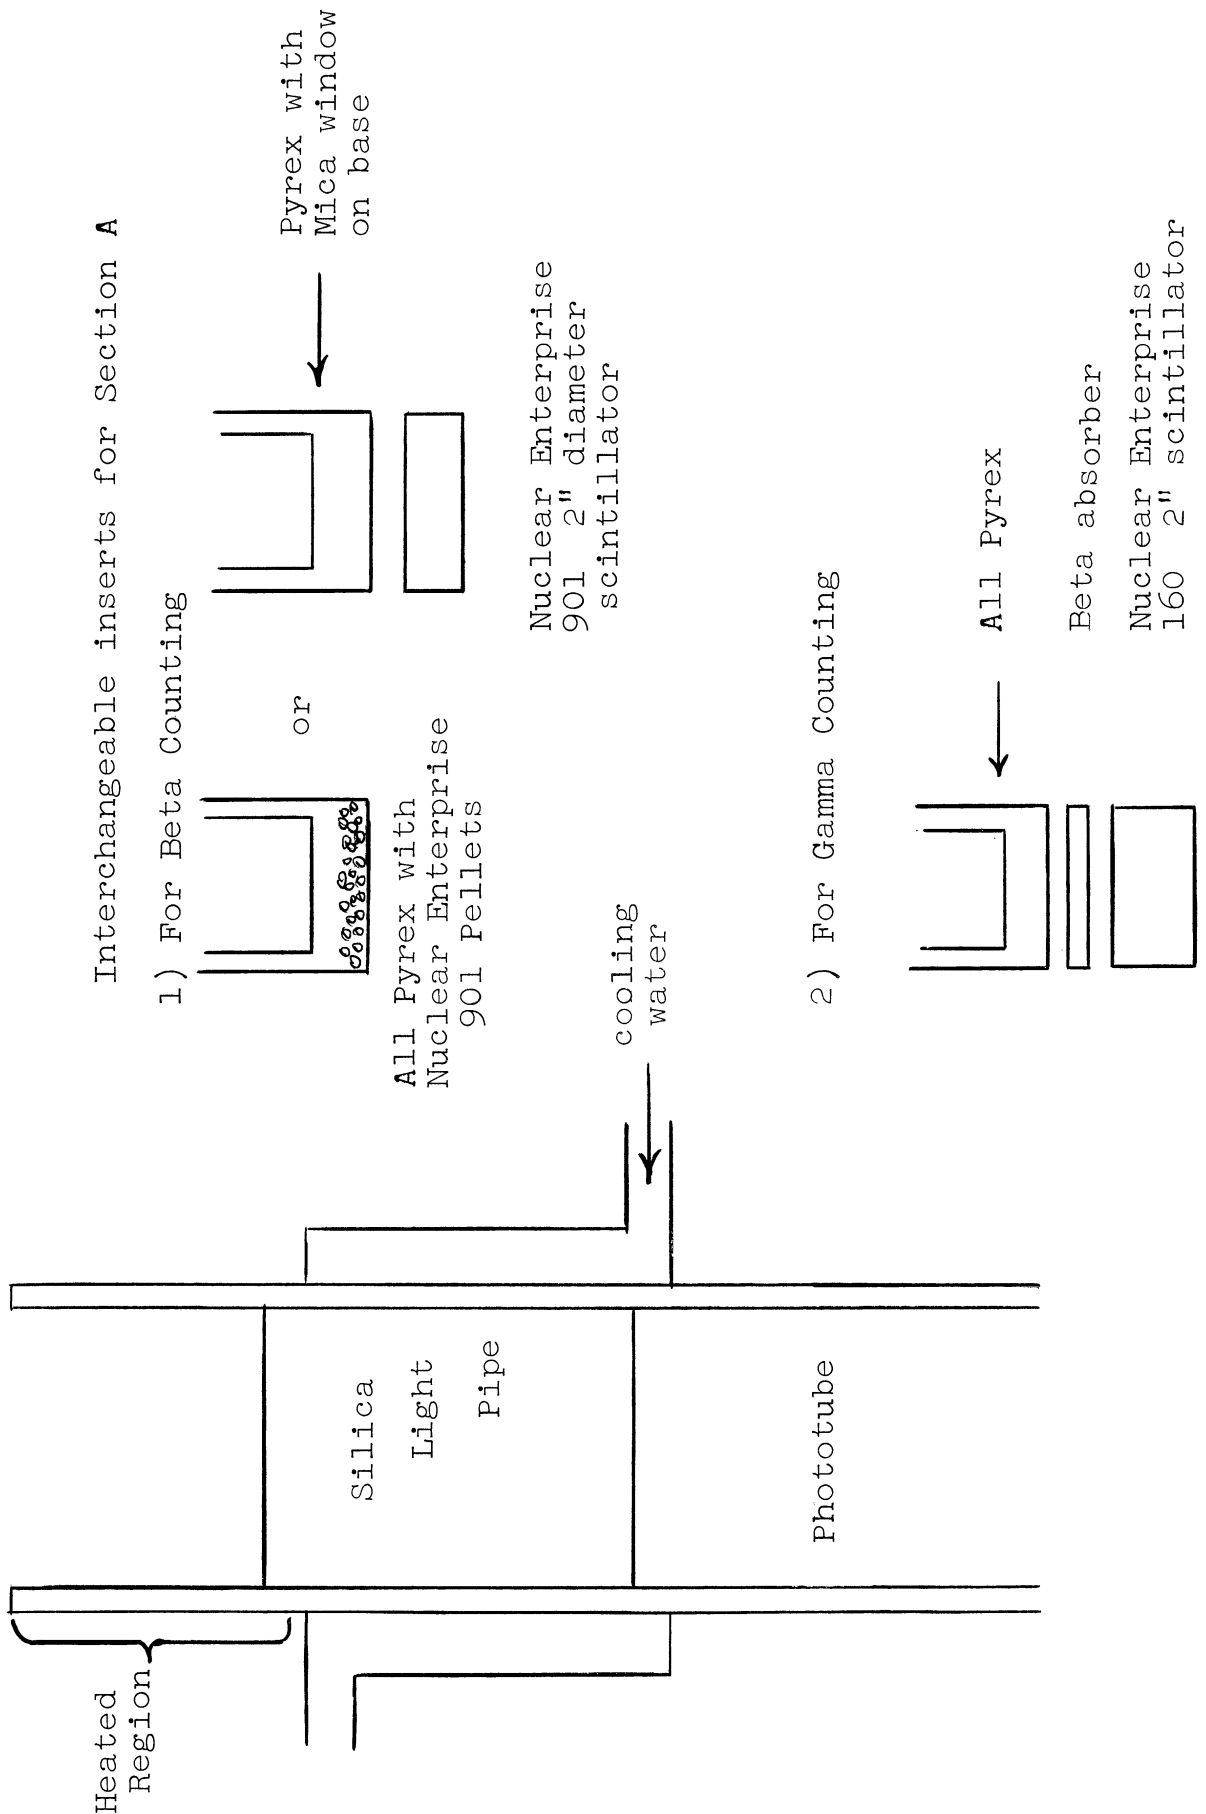 Heated
Region
Silica
Light
Pipe
Phototube
cooling
water
Interchangeable inserts for Section A
1) For Beta Counting
All Pyrex with
Nuclear Enterprise
901 Pellets
or
Pyrex with
Mica window
on base
Nuclear Enterprise
901 2" diameter
scintillator
2) For Gamma Counting
All Pyrex
Beta absorber
Nuclear Enterprise
160 2" scintillator